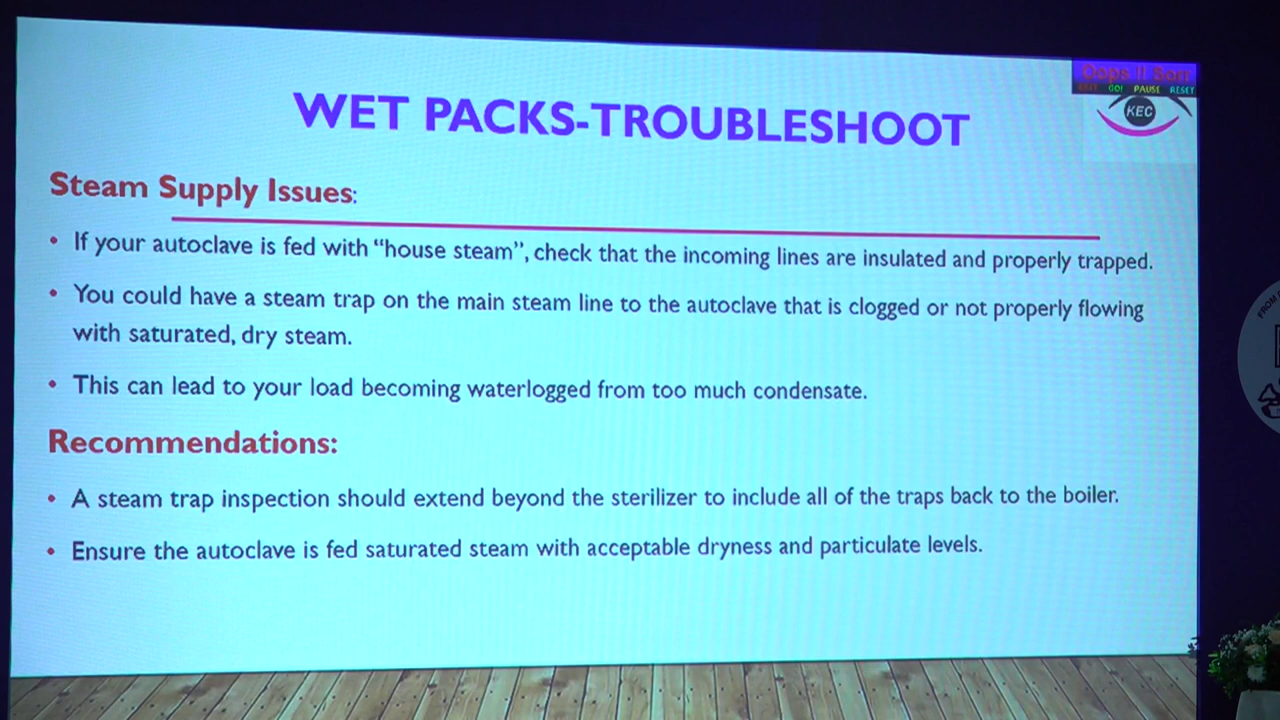 Oops !! Sorr
GO! PAUSE RESET
KEC
WET PACKS-TROUBLESHOOT
Steam Supply Issues:
• If your autoclave is fed with “house steam”, check that the incoming lines are insulated and properly trapped.
• You could have a steam trap on the main steam line to the autoclave that is clogged or not properly flowing
with saturated, dry steam.
• This can lead to your load becoming waterlogged from too much condensate.
Recommendations:
• A steam trap inspection should extend beyond the sterilizer to include all of the traps back to the boiler.
• Ensure the autoclave is fed saturated steam with acceptable dryness and particulate levels.
FROM